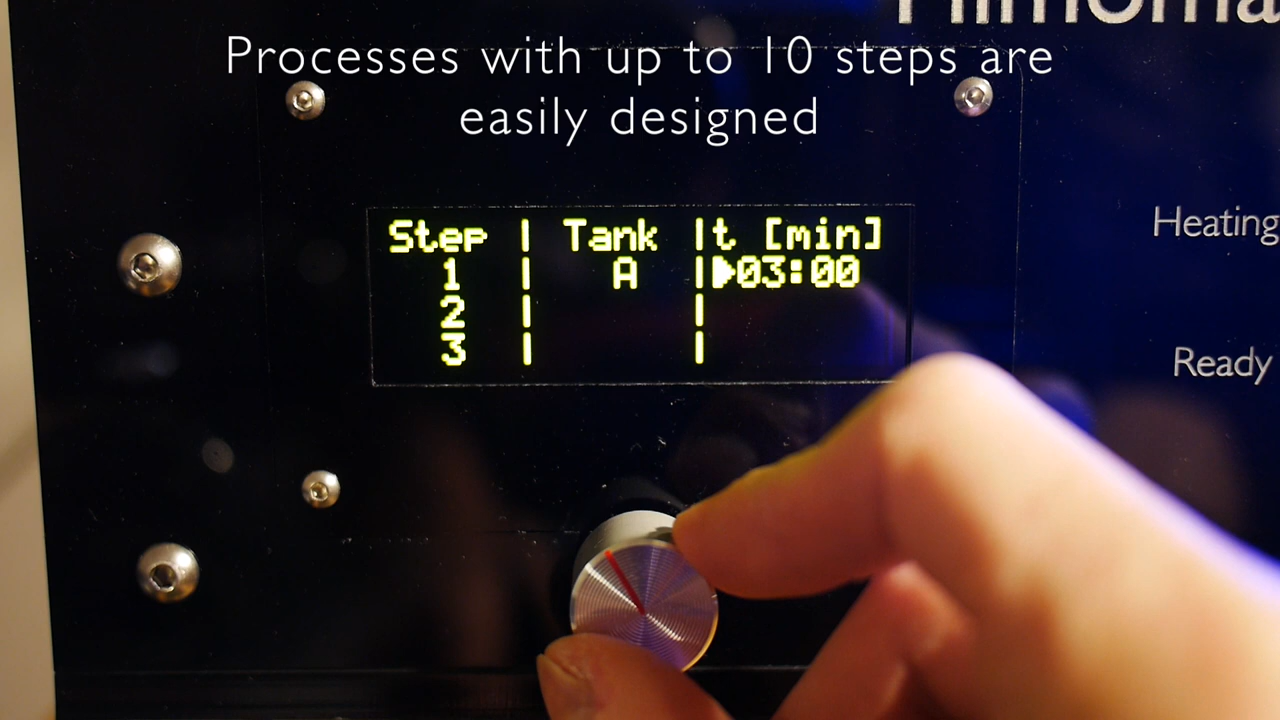 Processes with up to 10 steps are
easily designed
Step | Tank |t [min]
1 | A |▶03:00
2 | |
3 | |
Heating
Ready